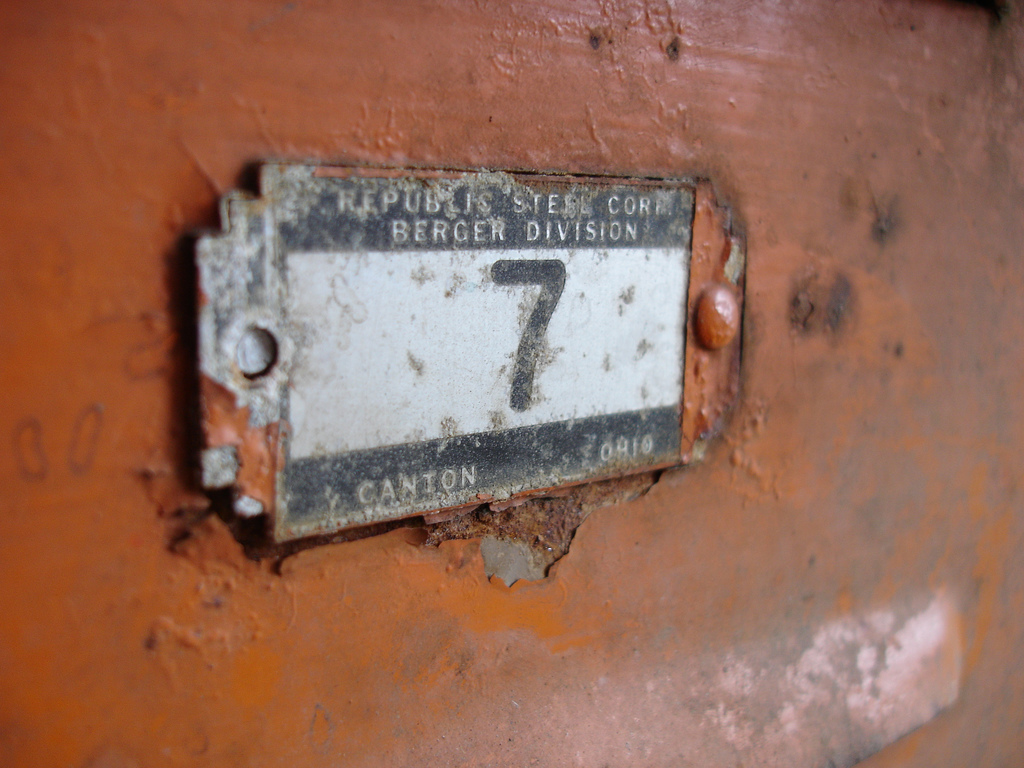 REPUBLIC STEEL CORP.
BERGER DIVISION
7
CANTON OHIO